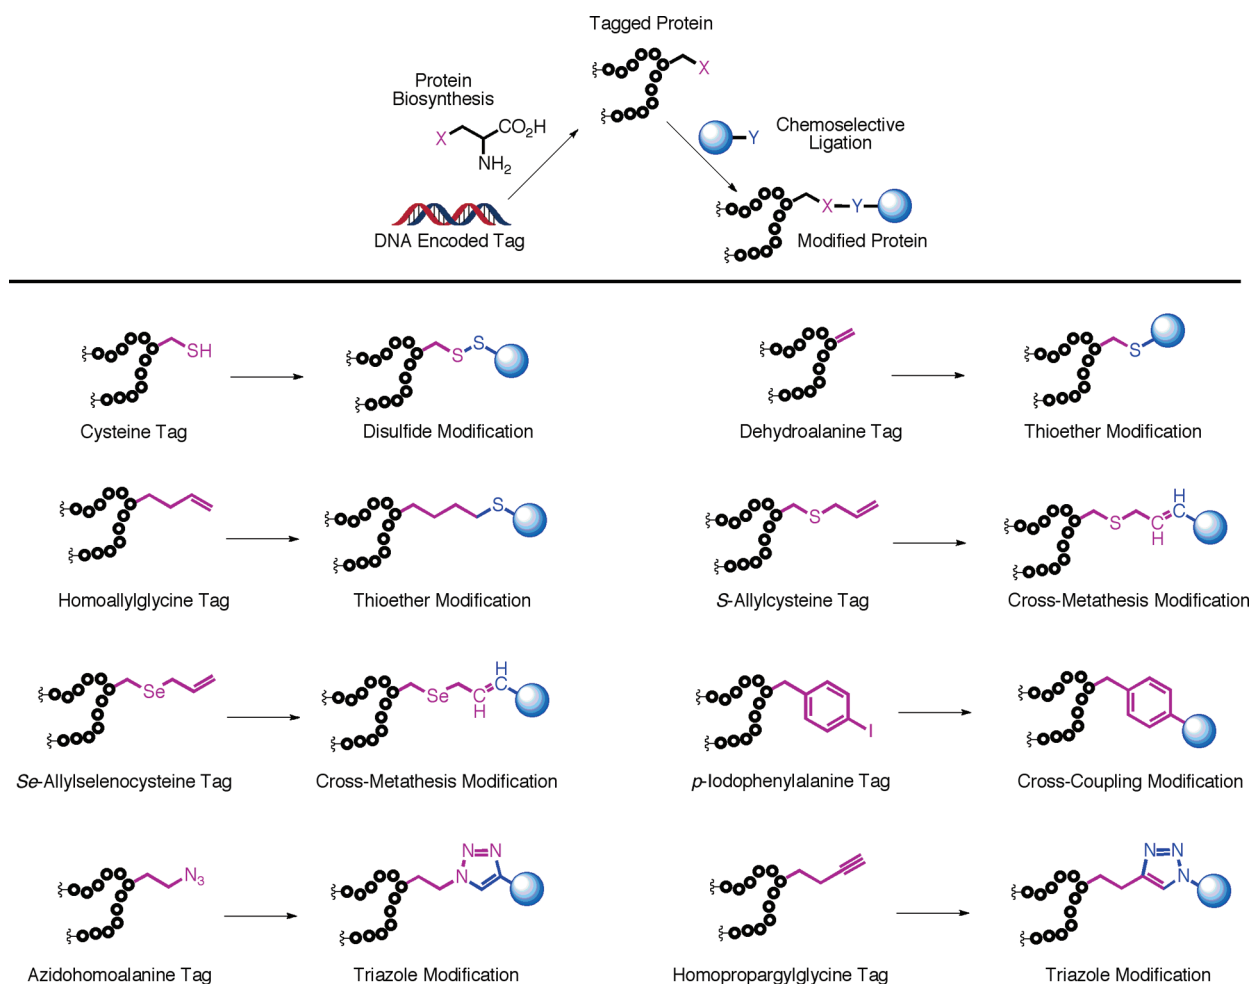 Tagged Protein
X
Protein
Biosynthesis
X
CO2H
NH2
Y
Chemoselective
Ligation
DNA Encoded Tag
X
Y
Modified Protein
SH
S
S
S
Cysteine Tag
Disulfide Modification
Dehydroalanine Tag
Thioether Modification
S
S
S
H
C
C
H
Homoallylglycine Tag
Thioether Modification
S-Allylcysteine Tag
Cross-Metathesis Modification
Se
Se
H
C
C
H
I
Se-Allylselenocysteine Tag
Cross-Metathesis Modification
p-Iodophenylalanine Tag
Cross-Coupling Modification
N3
N
N
N
N
N
N
Azidohomoalanine Tag
Triazole Modification
Homopropargylglycine Tag
Triazole Modification